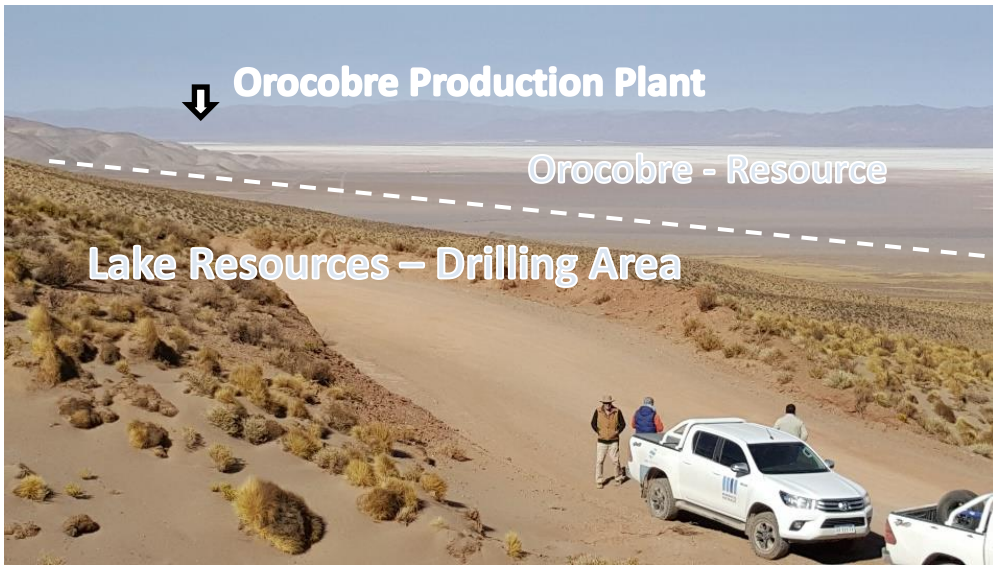 Orocobre Production Plant
Orocobre - Resource
Lake Resources – Drilling Area